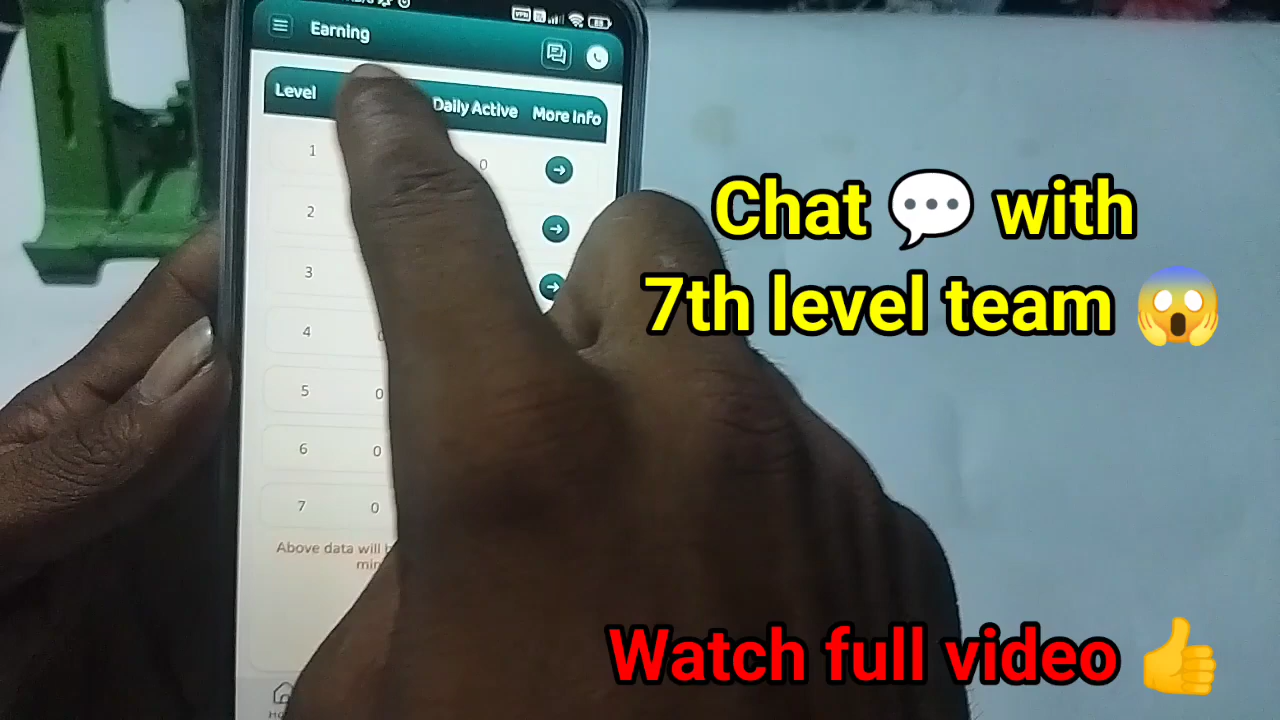 Earning
Level Daily Active More Info
1 0
2
3
4
5 0
6 0
7 0
Above data will
Chat 💬 with
7th level team 😱
Watch full video 👍